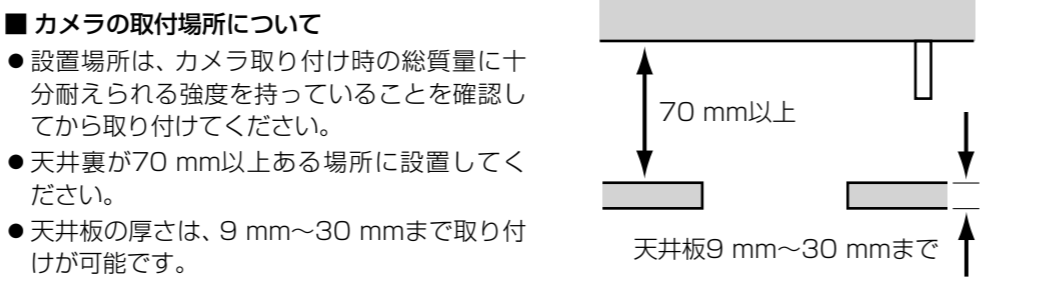 ■ カメラの取付場所について
● 設置場所は、カメラ取り付け時の総質量に十
分耐えられる強度を持っていることを確認し
てから取り付けてください。
● 天井裏が70 mm以上ある場所に設置してく
ださい。
● 天井板の厚さは、9 mm～30 mmまで取り付
けが可能です。
70 mm以上
天井板9 mm～30 mmまで